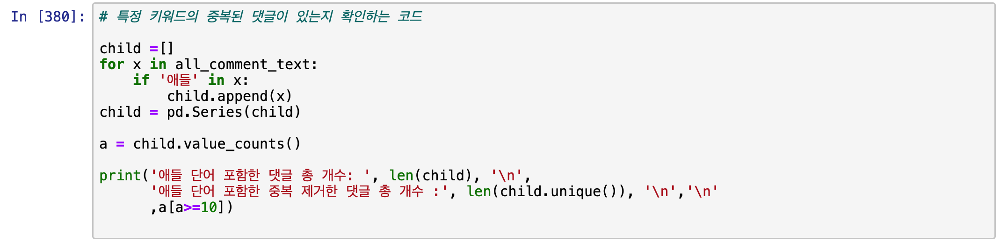 In [380]: # 특정 키워드의 중복된 댓글이 있는지 확인하는 코드
child =[]
for x in all_comment_text:
    if '애들' in x:
        child.append(x)
child = pd.Series(child)
a = child.value_counts()
print('애들 단어 포함한 댓글 총 개수: ', len(child), '\n',
      '애들 단어 포함한 중복 제거한 댓글 총 개수 :', len(child.unique()), '\n','\n'
      ,a[a>=10])